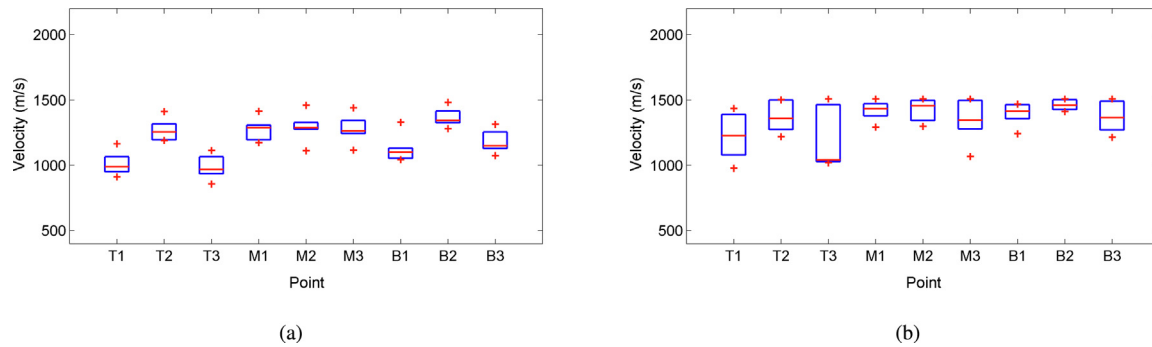 2000
1500
1000
500
Velocity (m/s)
T1 T2 T3 M1 M2 M3 B1 B2 B3
Point
(a)
2000
1500
1000
500
Velocity (m/s)
T1 T2 T3 M1 M2 M3 B1 B2 B3
Point
(b)